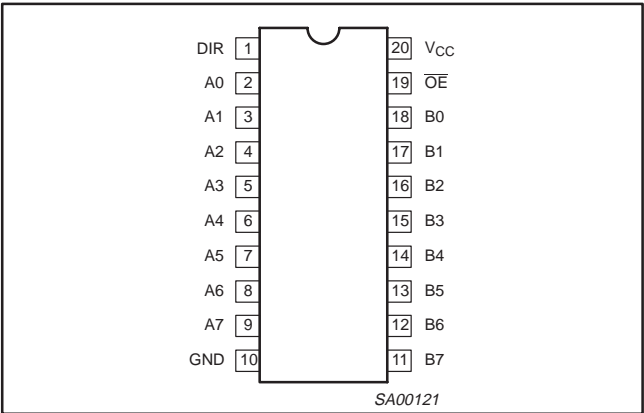 DIR 1 20 VCC
A0 2 19 O̅E̅
A1 3 18 B0
A2 4 17 B1
A3 5 16 B2
A4 6 15 B3
A5 7 14 B4
A6 8 13 B5
A7 9 12 B6
GND 10 11 B7
SA00121